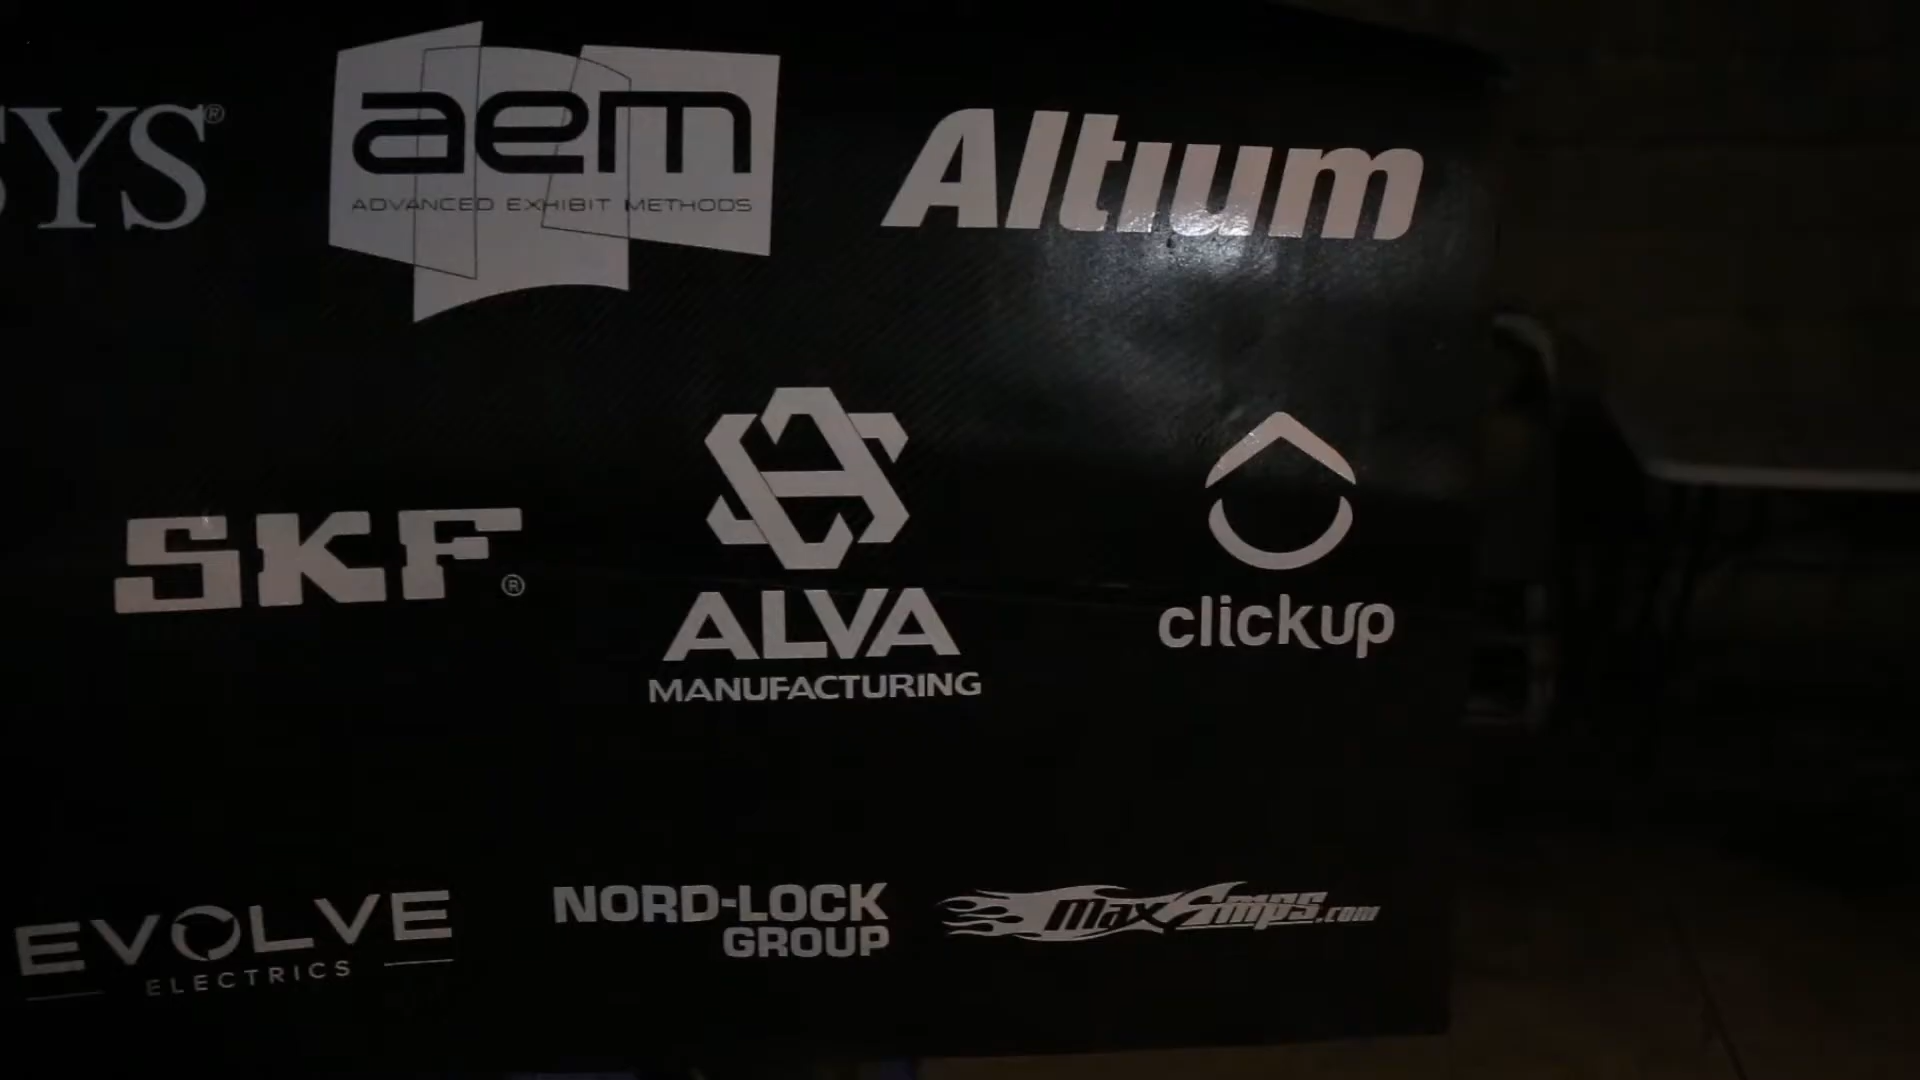 SYS®
aem
ADVANCED EXHIBIT METHODS
Altium
SKF®
ALVA
MANUFACTURING
clickup
EVOLVE
ELECTRICS
NORD-LOCK
GROUP
MaxAmps.com